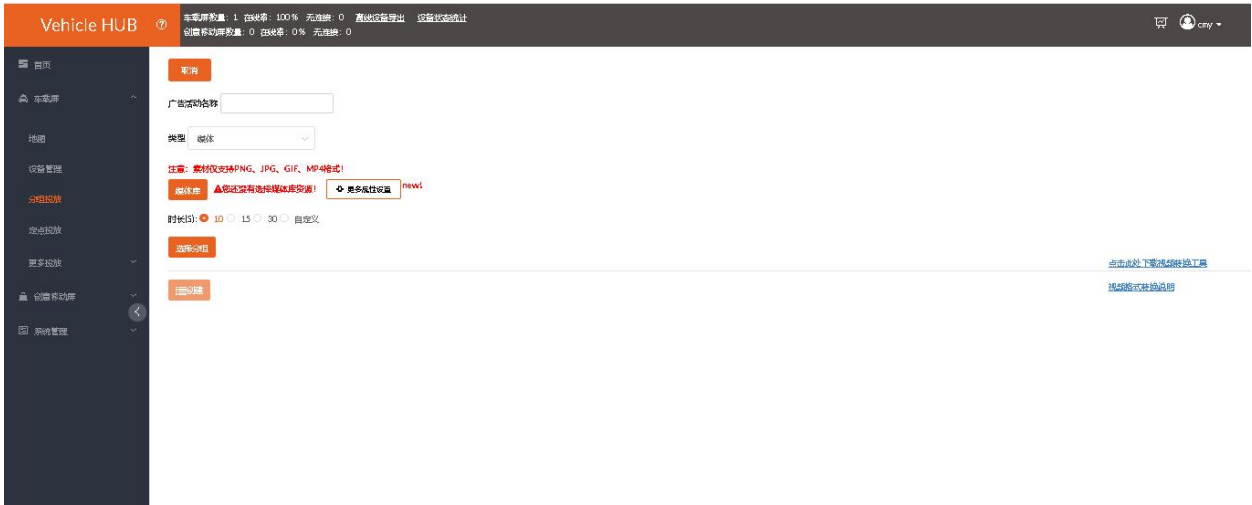 Vehicle HUB
车载屏数量: 1 在线率: 100% 无连接: 0 离线设备导出 设备状态统计
创意移动屏数量: 0 在线率: 0% 无连接: 0
cmy
首页
车载屏
地图
设备管理
分组投放
定点投放
更多投放
创意移动屏
系统管理
取消
广告活动名称
类型 媒体
注意: 素材仅支持PNG、JPG、GIF、MP4格式!
媒体库 您还没有选择媒体库资源! 更多属性设置 new!
时长(S): 10 15 30 自定义
选择分组
点击此处下载视频转换工具
创建
视频格式转换说明